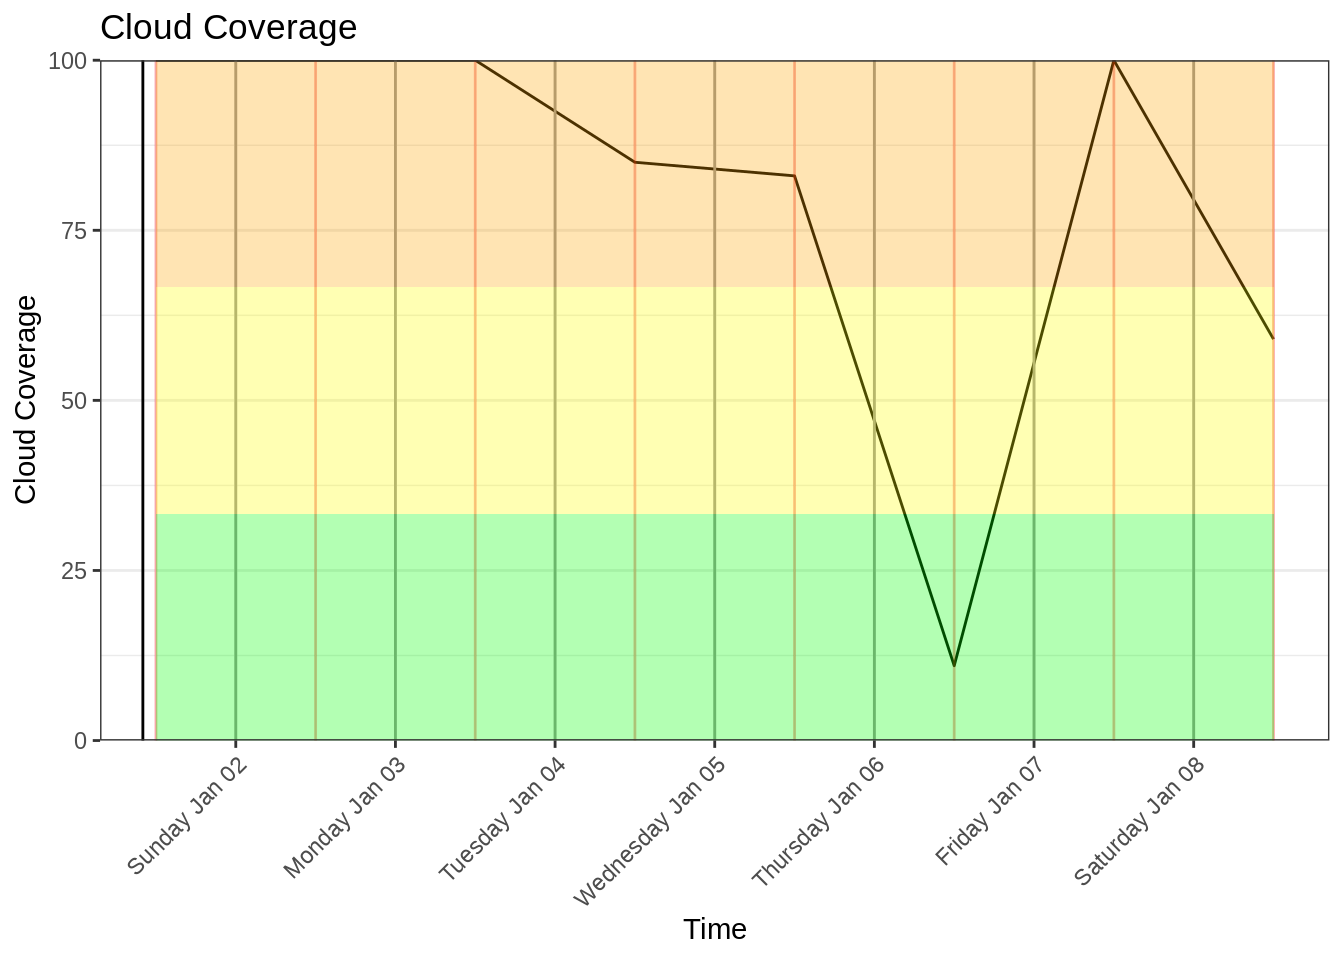 Cloud Coverage
100
75
50
25
0
Cloud Coverage
Sunday Jan 02
Monday Jan 03
Tuesday Jan 04
Wednesday Jan 05
Thursday Jan 06
Friday Jan 07
Saturday Jan 08
Time